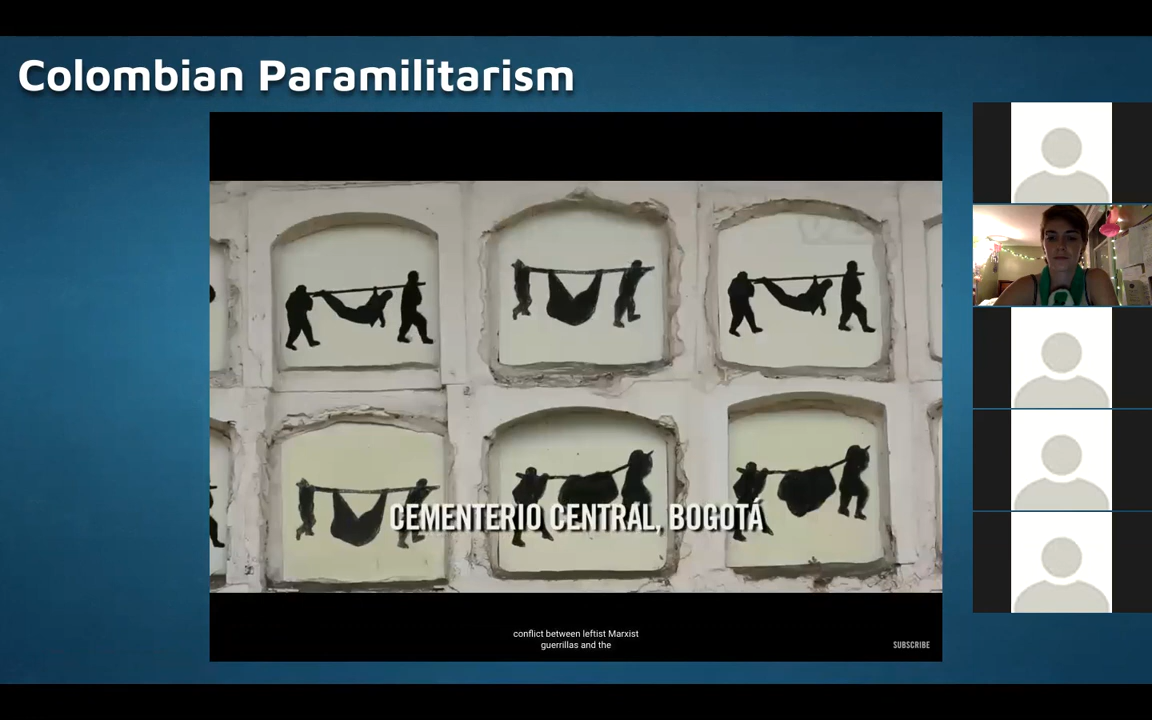 Colombian Paramilitarism
CEMENTERIO CENTRAL, BOGOTÁ
conflict between leftist Marxist
guerrillas and the
SUBSCRIBE